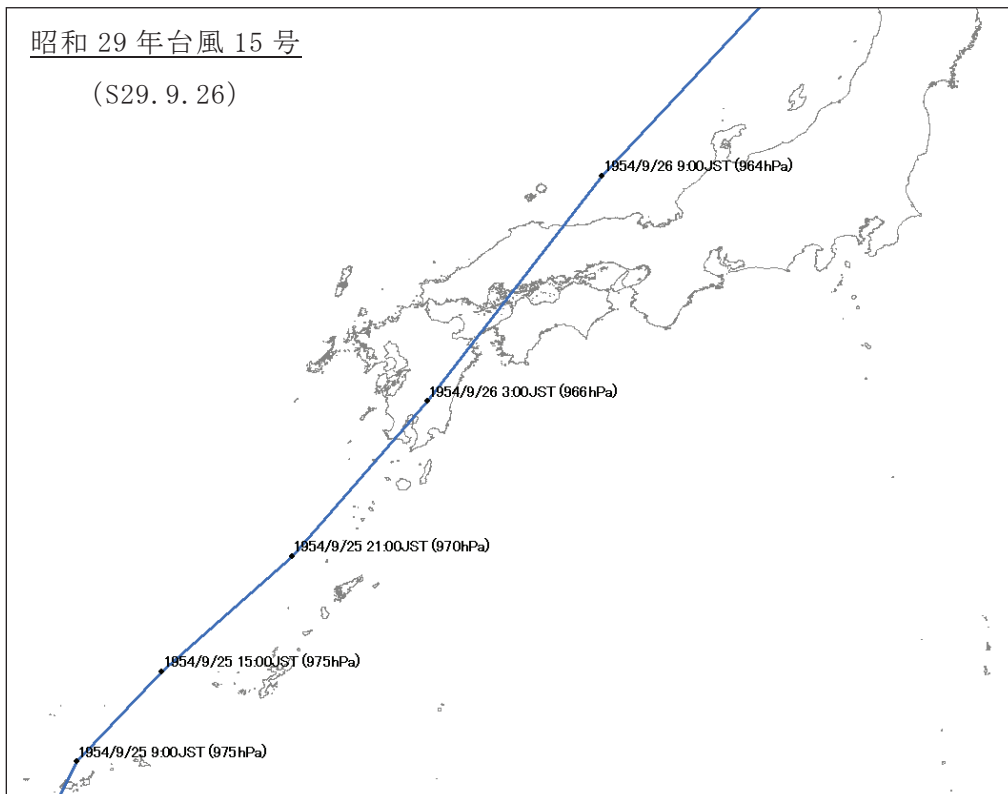 昭和 29 年台風 15 号
(S29.9.26)
1954/9/26 9:00JST (964hPa)
1954/9/26 3:00JST (966hPa)
1954/9/25 21:00JST (970hPa)
1954/9/25 15:00JST (975hPa)
1954/9/25 9:00JST (975hPa)